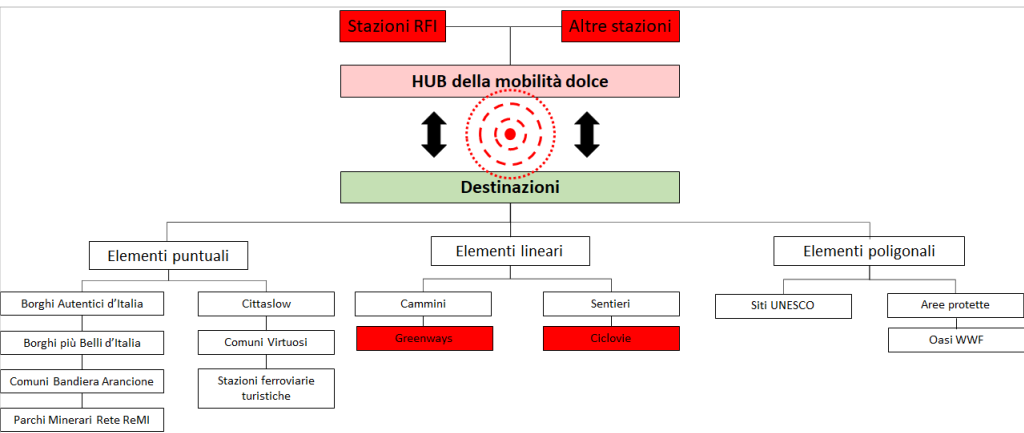 Stazioni RFI
Altre stazioni
HUB della mobilità dolce
Destinazioni
Elementi puntuali
Elementi lineari
Elementi poligonali
Borghi Autentici d’Italia
Cittaslow
Cammini
Sentieri
Siti UNESCO
Aree protette
Borghi più Belli d’Italia
Comuni Virtuosi
Greenways
Ciclovie
Oasi WWF
Comuni Bandiera Arancione
Stazioni ferroviarie
turistiche
Parchi Minerari Rete ReMI